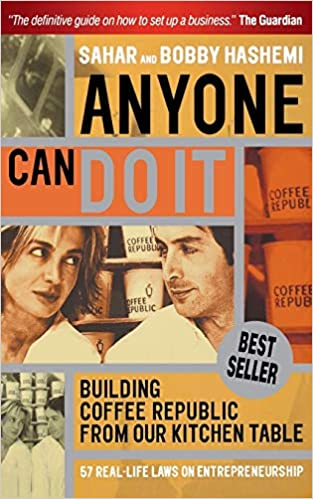 "The definitive guide on how to set up a business." The Guardian
SAHAR AND BOBBY HASHEMI
ANYONE
CAN DO IT
COFFEE
REPUBLIC
COFFEE
REPUBLIC
BEST
SELLER
BUILDING
COFFEE REPUBLIC
FROM OUR KITCHEN TABLE
57 REAL-LIFE LAWS ON ENTREPRENEURSHIP